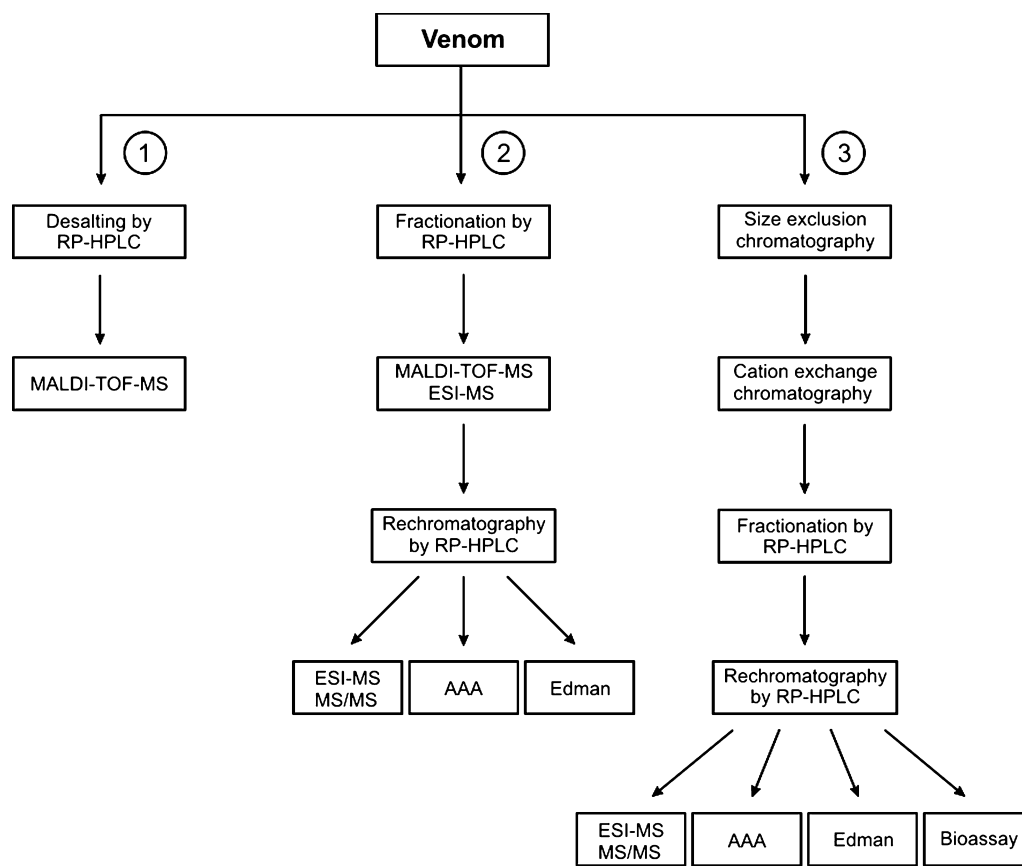 Venom
1
2
3
Desalting by
RP-HPLC
Fractionation by
RP-HPLC
Size exclusion
chromatography
MALDI-TOF-MS
MALDI-TOF-MS
ESI-MS
Cation exchange
chromatography
Rechromatography
by RP-HPLC
Fractionation by
RP-HPLC
ESI-MS
MS/MS
AAA
Edman
Rechromatography
by RP-HPLC
ESI-MS
MS/MS
AAA
Edman
Bioassay